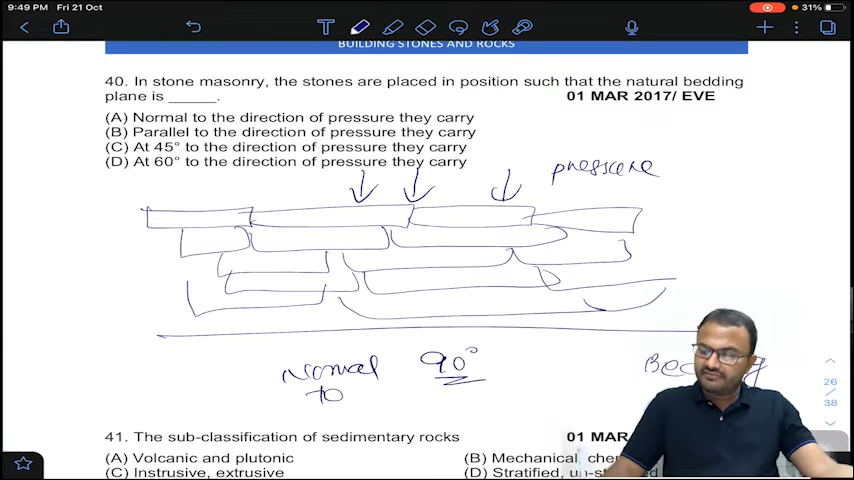 9:49 PM Fri 21 Oct
31%
BUILDING STONES AND ROCKS
40. In stone masonry, the stones are placed in position such that the natural bedding
plane is _____. 01 MAR 2017/ EVE
(A) Normal to the direction of pressure they carry
(B) Parallel to the direction of pressure they carry
(C) At 45° to the direction of pressure they carry
(D) At 60° to the direction of pressure they carry
pressure
Normal 90°
to
26
/
38
41. The sub-classification of sedimentary rocks 01 MAR
(A) Volcanic and plutonic (B) Mechanical,
(C) Instrusive, extrusive (D) Stratified,